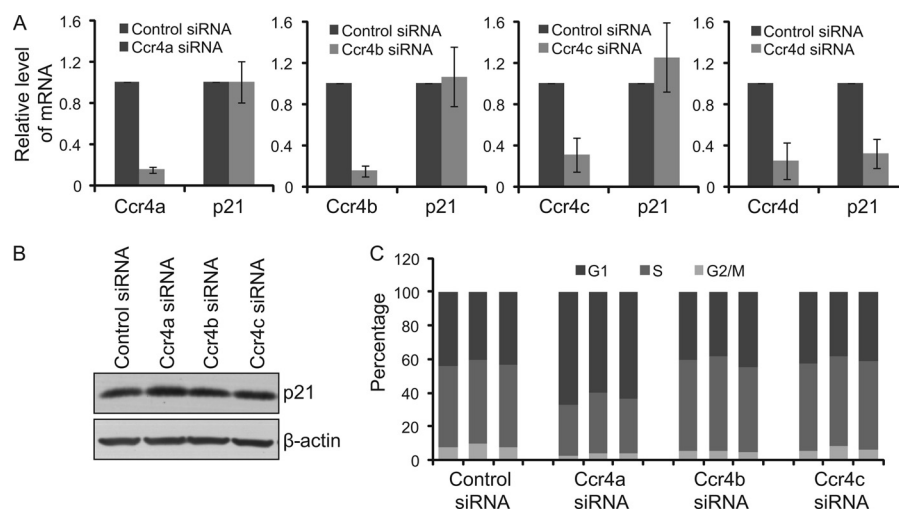 A
Relative level
of mRNA
1.6
1.2
0.8
0.4
0
Control siRNA
Ccr4a siRNA
Ccr4a
p21
1.6
1.2
0.8
0.4
0
Control siRNA
Ccr4b siRNA
Ccr4b
p21
1.6
1.2
0.8
0.4
0
Control siRNA
Ccr4c siRNA
Ccr4c
p21
1.6
1.2
0.8
0.4
0
Control siRNA
Ccr4d siRNA
Ccr4d
p21
B
Control siRNA
Ccr4a siRNA
Ccr4b siRNA
Ccr4c siRNA
p21
β-actin
C
Percentage
120
100
80
60
40
20
0
G1
S
G2/M
Control
siRNA
Ccr4a
siRNA
Ccr4b
siRNA
Ccr4c
siRNA